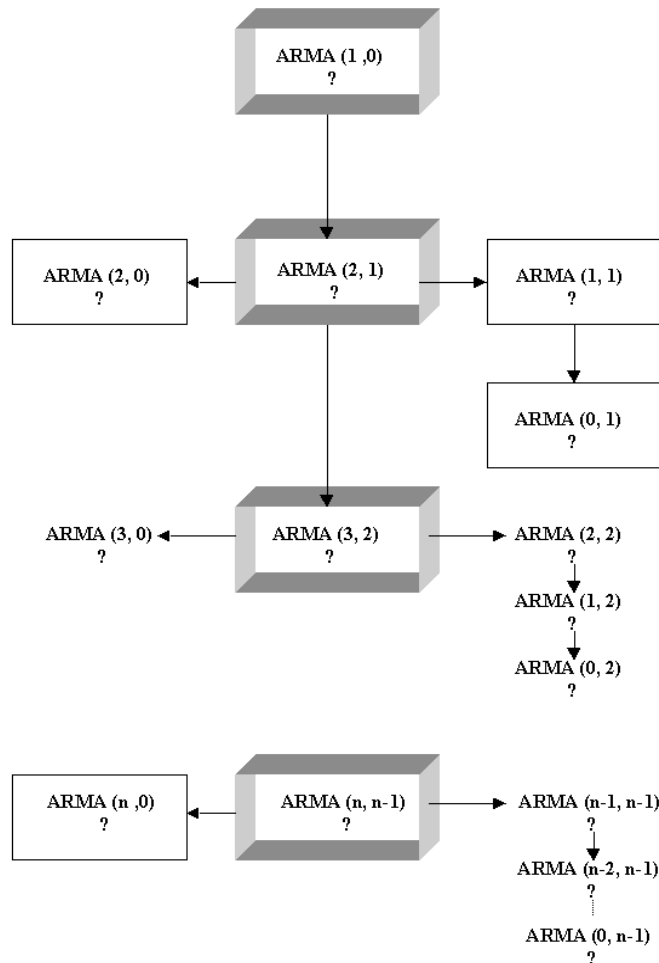 ARMA (1 ,0)
?
ARMA (2, 0)
?
ARMA (2, 1)
?
ARMA (1, 1)
?
ARMA (0, 1)
?
ARMA (3, 0)
?
ARMA (3, 2)
?
ARMA (2, 2)
?
ARMA (1, 2)
?
ARMA (0, 2)
?
ARMA (n ,0)
?
ARMA (n, n-1)
?
ARMA (n-1, n-1)
?
ARMA (n-2, n-1)
?
ARMA (0, n-1)
?